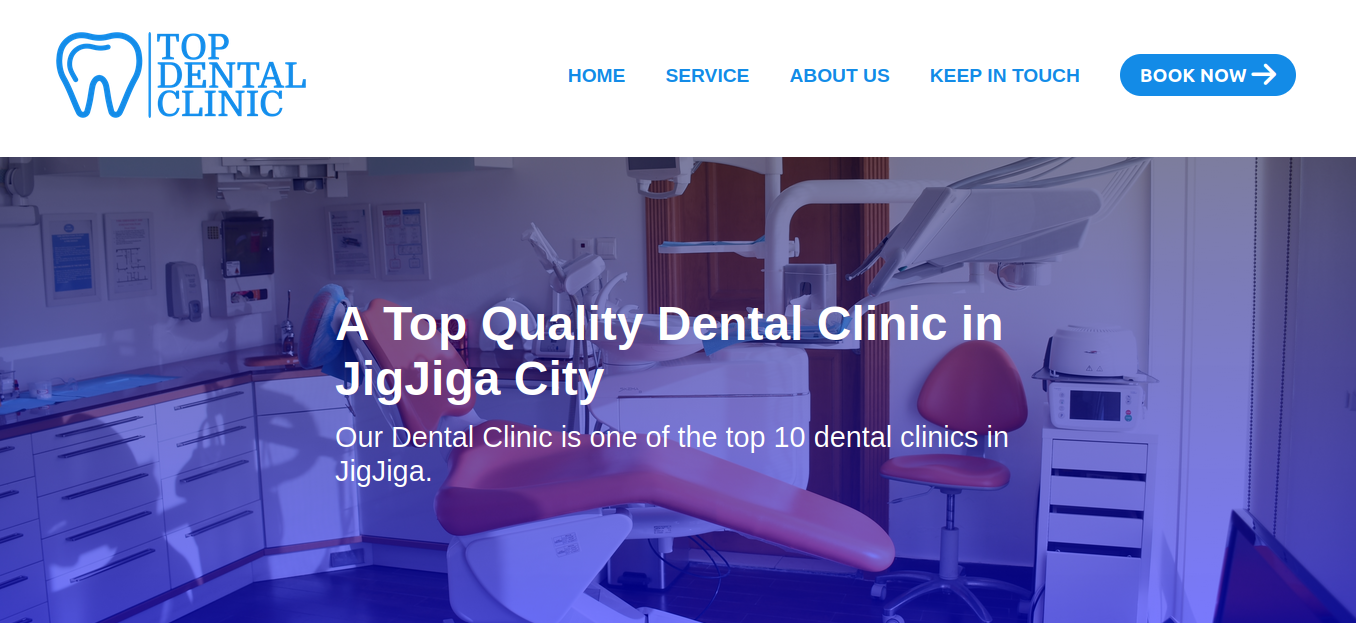 TOP
DENTAL
CLINIC
HOME
SERVICE
ABOUT US
KEEP IN TOUCH
BOOK NOW
A Top Quality Dental Clinic in
JigJiga City
Our Dental Clinic is one of the top 10 dental clinics in
JigJiga.